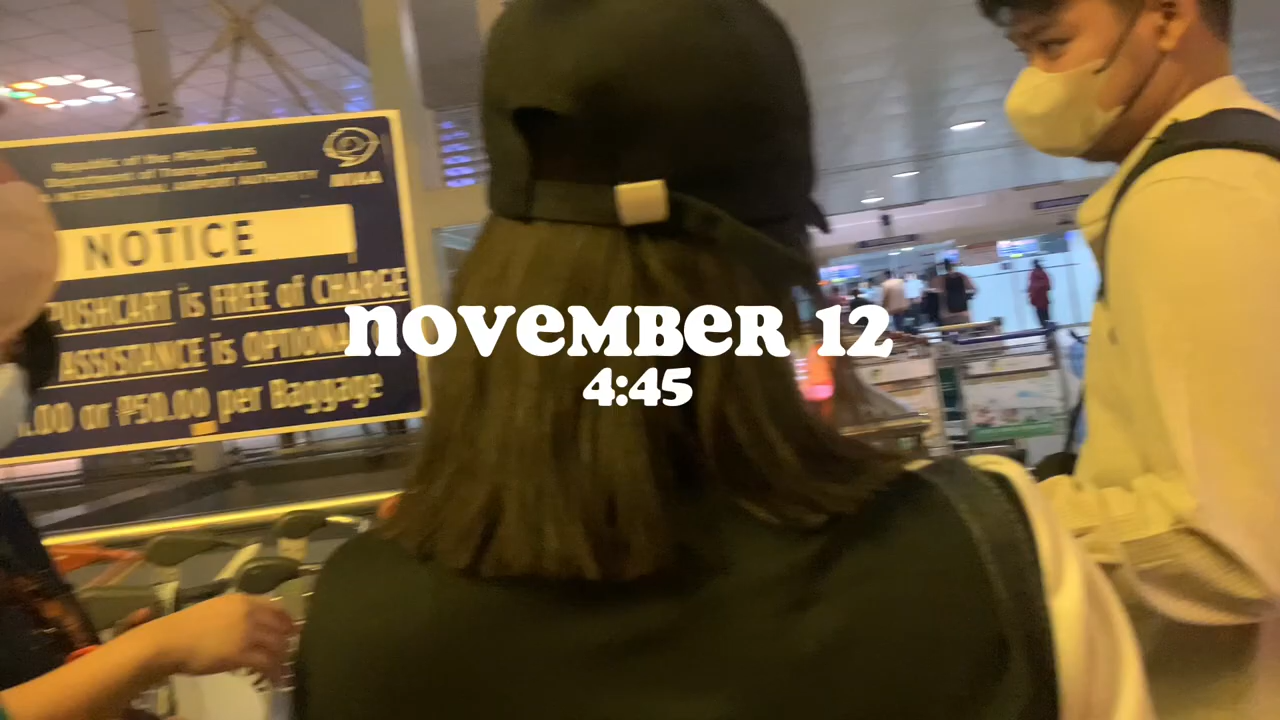 Republic of the Philippines
Department of Transportation
INTERNATIONAL AIRPORT AUTHORITY
MIAA
NOTICE
PUSHCART is FREE of CHARGE
ASSISTANCE is OPTIONA
.00 or ₱50.00 per Baggage
november 12
4:45